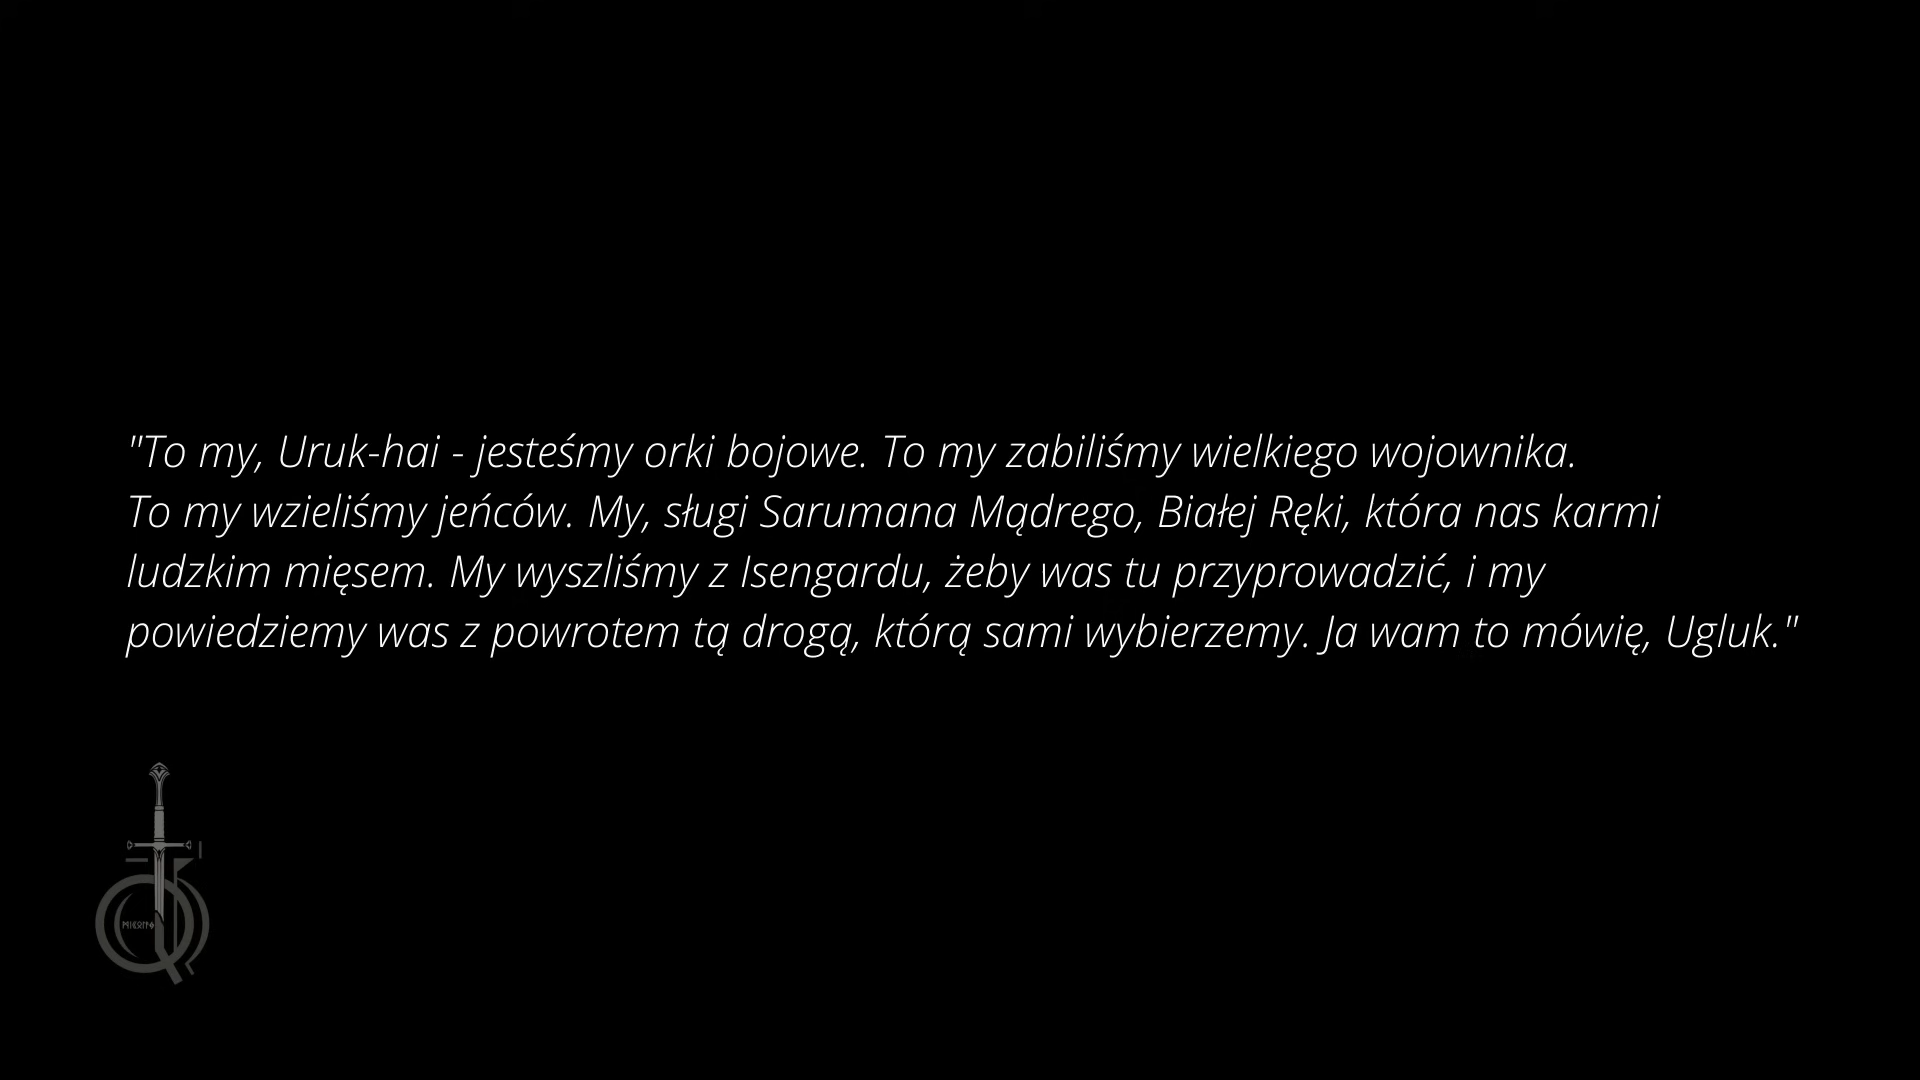 "To my, Uruk-hai - jesteśmy orki bojowe. To my zabiliśmy wielkiego wojownika.
To my wzieliśmy jeńców. My, sługi Sarumana Mądrego, Białej Ręki, która nas karmi
ludzkim mięsem. My wyszliśmy z Isengardu, żeby was tu przyprowadzić, i my
powiedziemy was z powrotem tą drogą, którą sami wybierzemy. Ja wam to mówię, Ugluk."